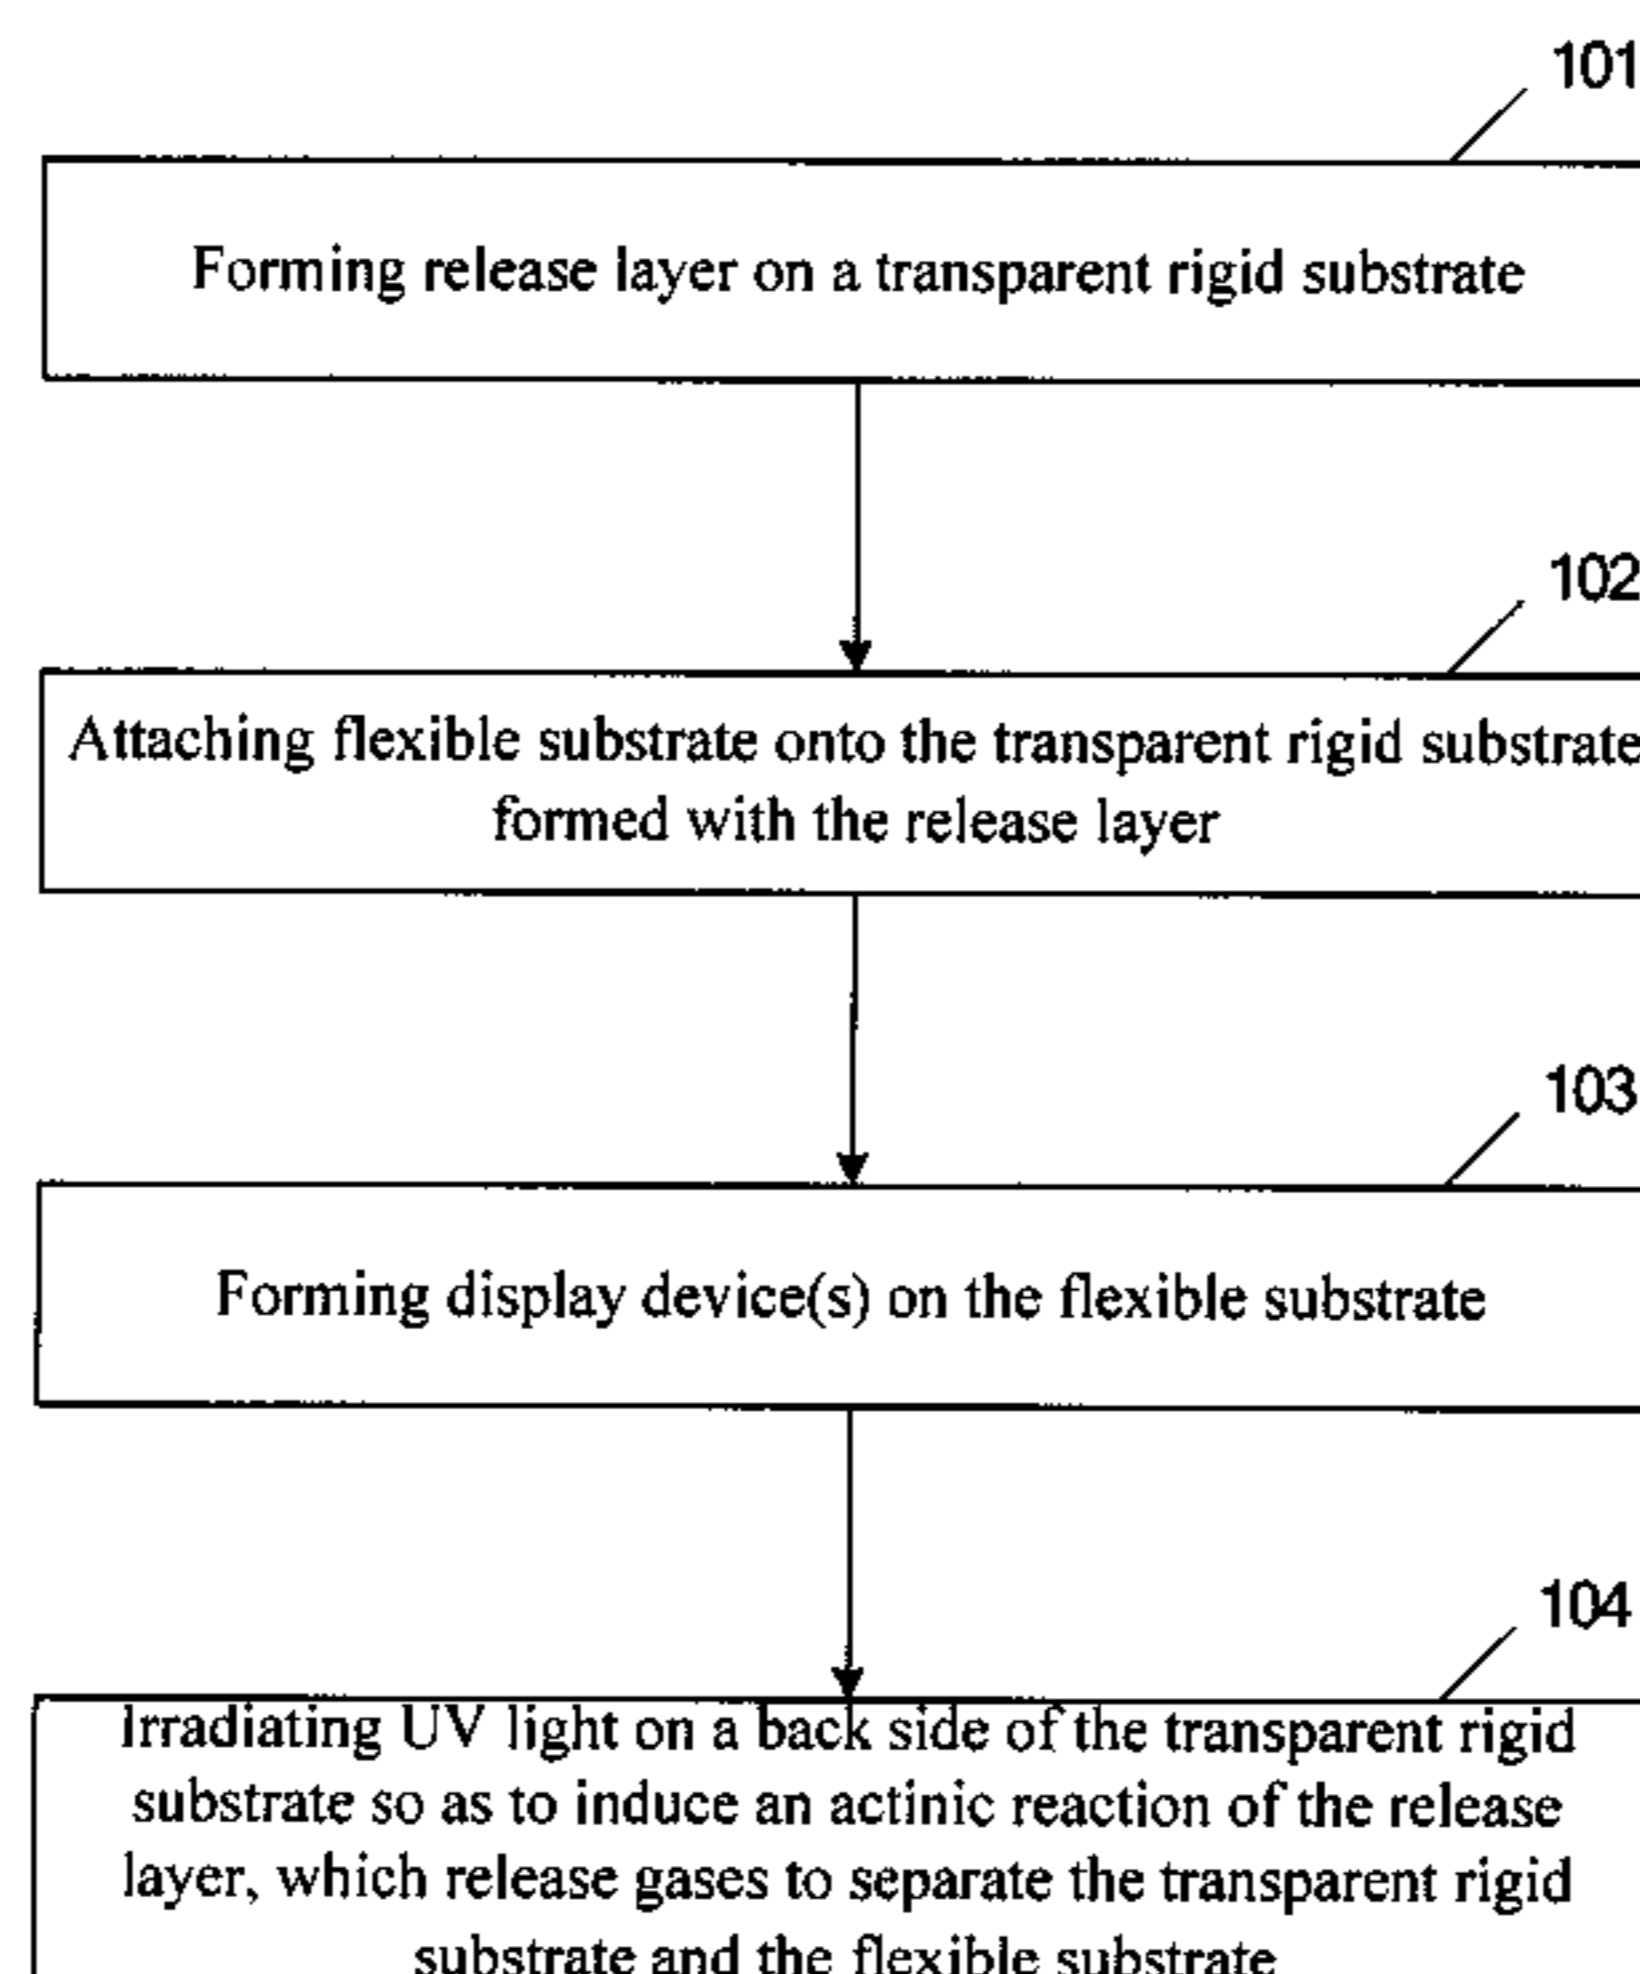 101
Forming release layer on a transparent rigid substrate
102
Attaching flexible substrate onto the transparent rigid substrate
formed with the release layer
103
Forming display device(s) on the flexible substrate
104
Irradiating UV light on a back side of the transparent rigid
substrate so as to induce an actinic reaction of the release
layer, which release gases to separate the transparent rigid
substrate and the flexible substrate